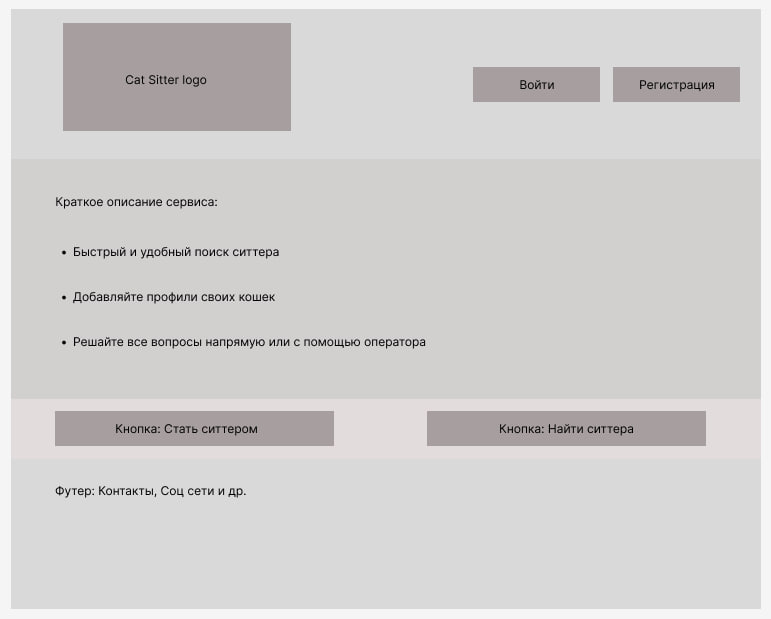 Cat Sitter logo
Войти
Регистрация
Краткое описание сервиса:
• Быстрый и удобный поиск ситтера
• Добавляйте профили своих кошек
• Решайте все вопросы напрямую или с помощью оператора
Кнопка: Стать ситтером
Кнопка: Найти ситтера
Футер: Контакты, Соц сети и др.